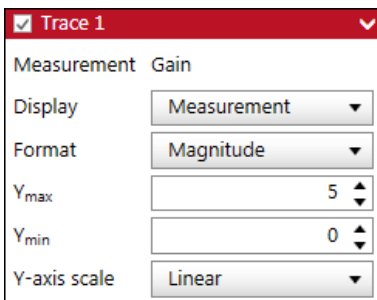 Trace 1
Measurement Gain
Display Measurement
Format Magnitude
Ymax 5
Ymin 0
Y-axis scale Linear